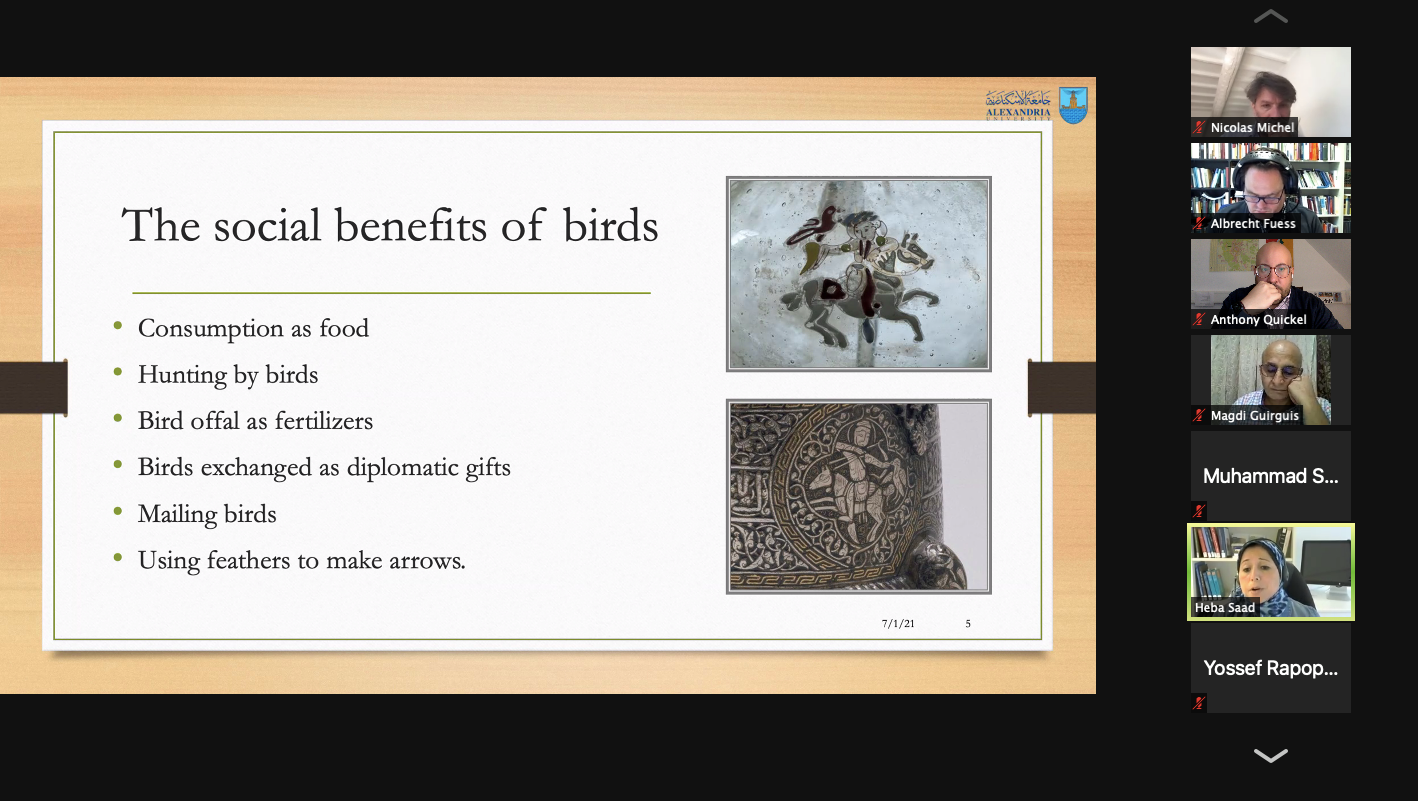 جامعة الإسكندرية
ALEXANDRIA
UNIVERSITY
The social benefits of birds
Consumption as food
Hunting by birds
Bird offal as fertilizers
Birds exchanged as diplomatic gifts
Mailing birds
Using feathers to make arrows.
7/1/21 5
Nicolas Michel
Albrecht Fuess
Anthony Quickel
Magdi Guirguis
Muhammad S...
Heba Saad
Yossef Rapop...